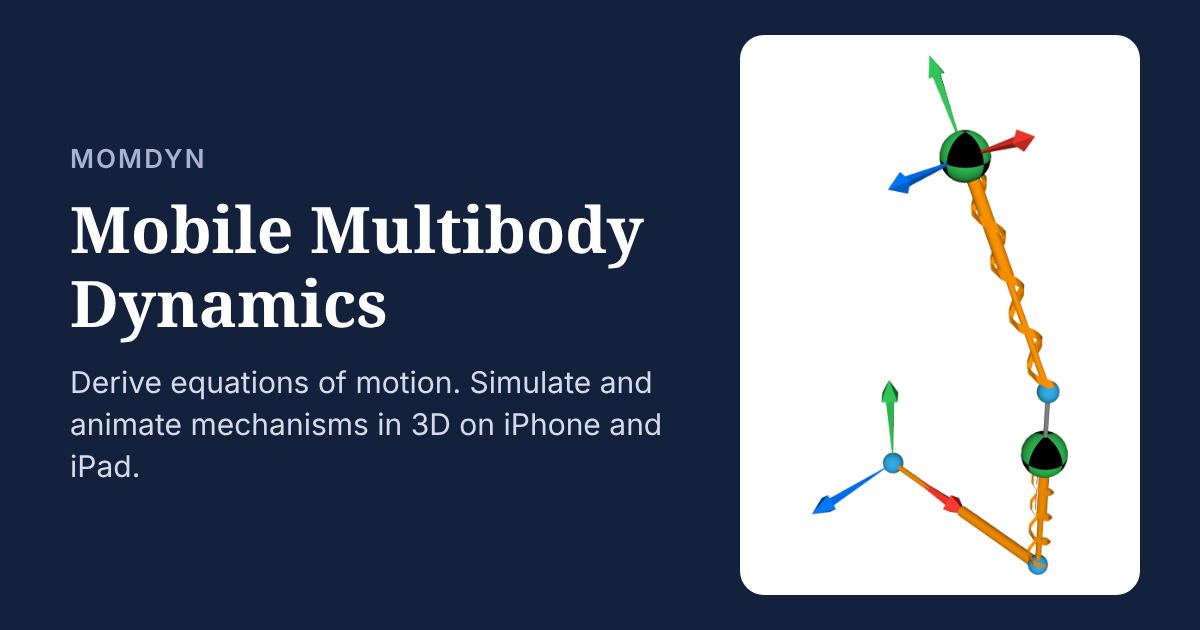 MOMDYN
Mobile Multibody
Dynamics
Derive equations of motion. Simulate and
animate mechanisms in 3D on iPhone and
iPad.